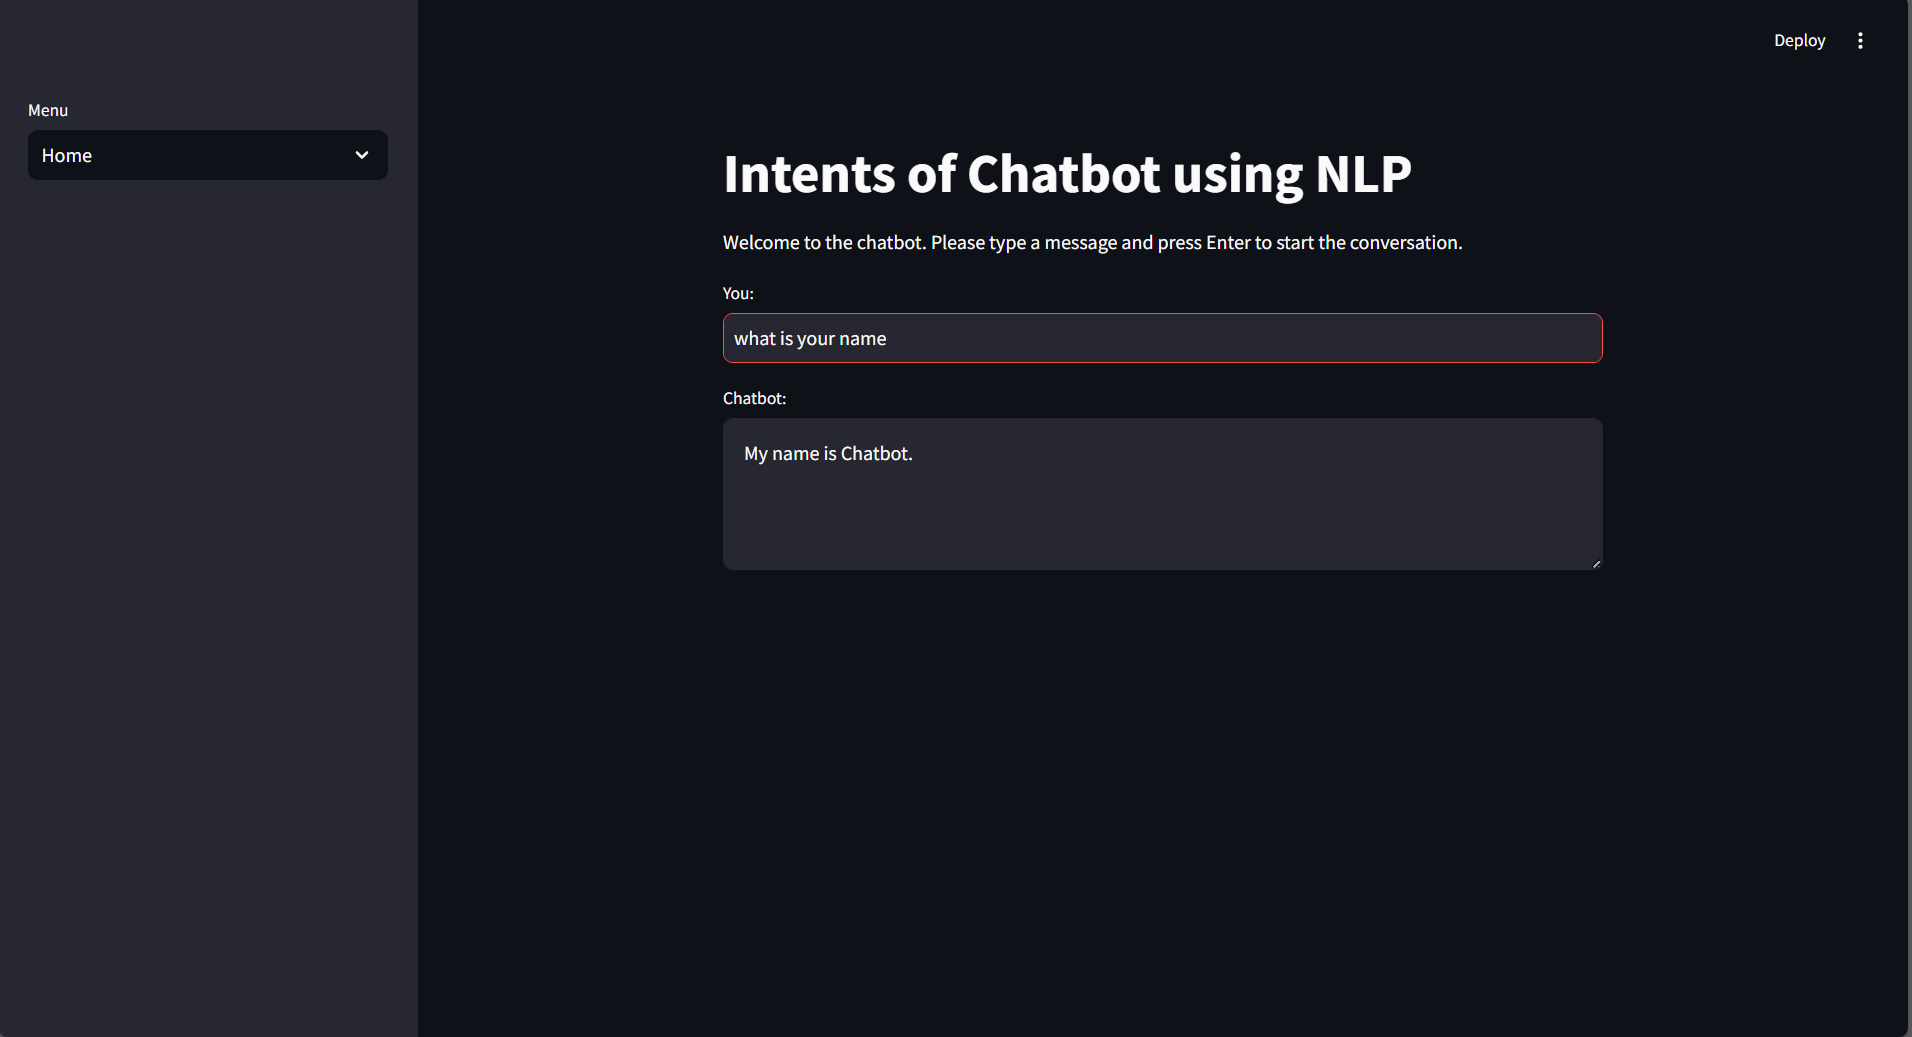 Deploy
Menu
Home
Intents of Chatbot using NLP
Welcome to the chatbot. Please type a message and press Enter to start the conversation.
You:
what is your name
Chatbot:
My name is Chatbot.